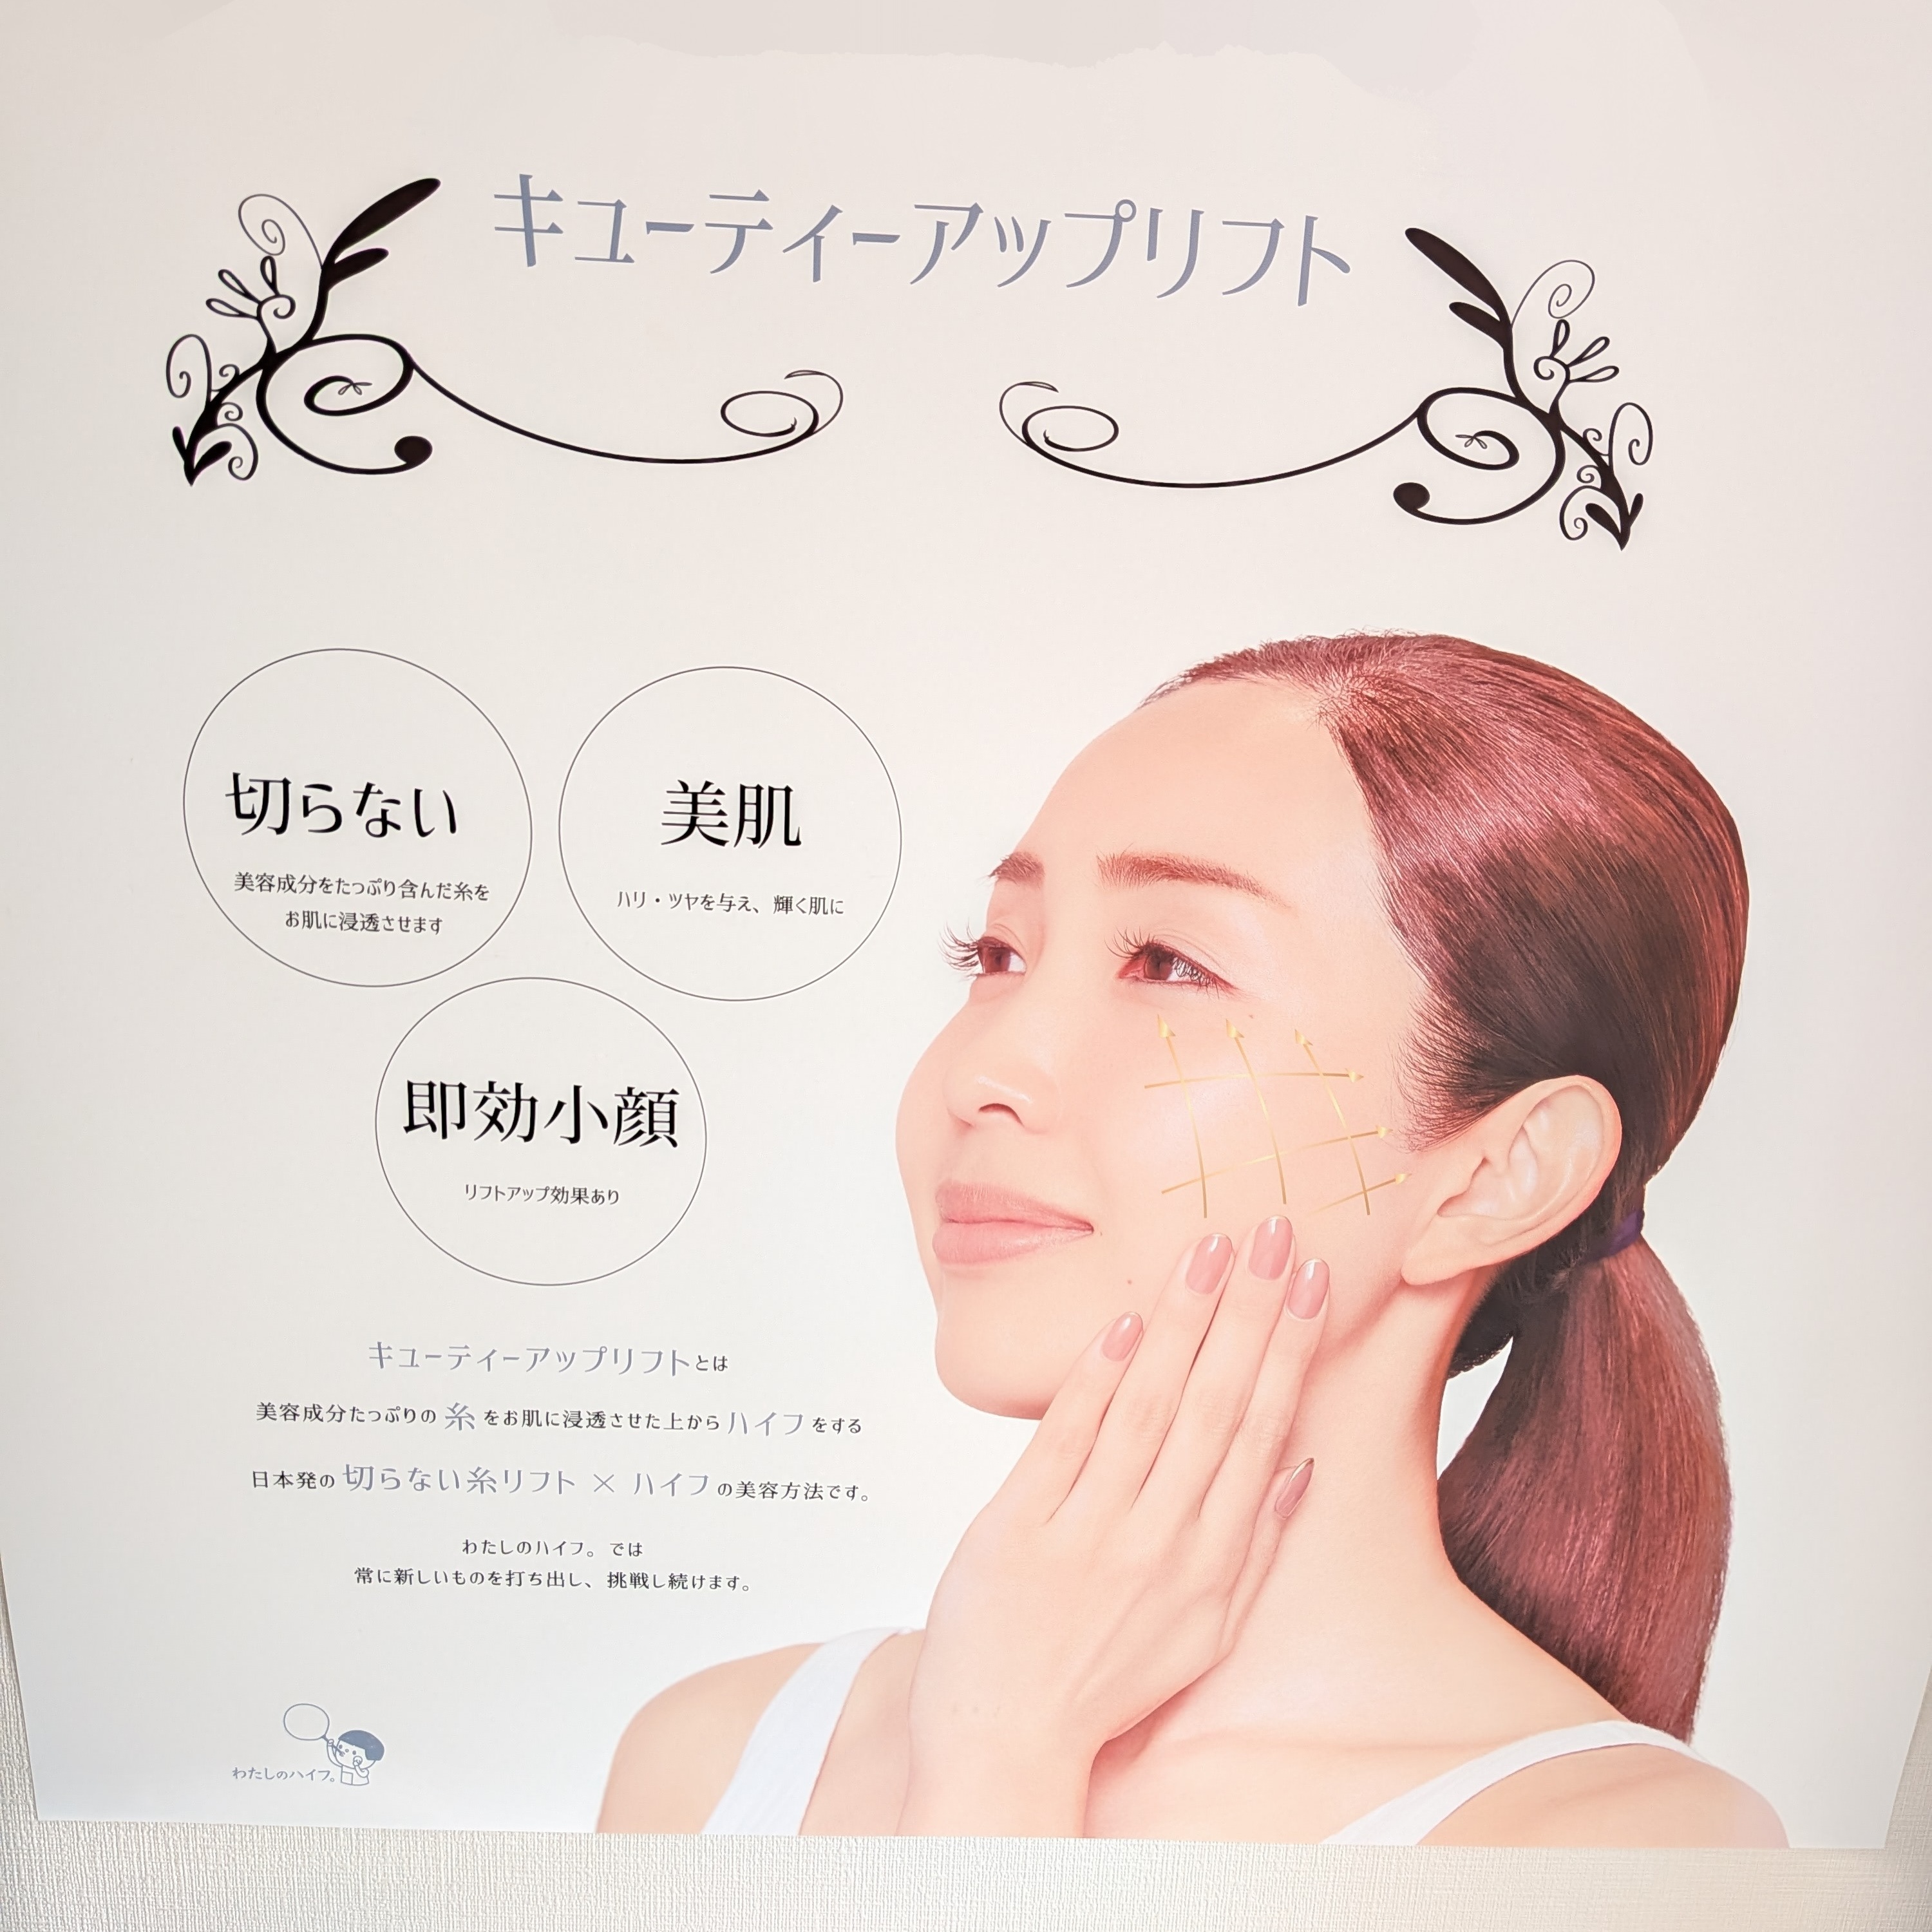 キューティーアップリフト
切らない
美容成分をたっぷり含んだ糸を
お肌に浸透させます
美肌
ハリ・ツヤを与え、輝く肌に
即効小顔
リフトアップ効果あり
キューティーアップリフトとは
美容成分たっぷりの 糸 をお肌に浸透させた上から ハイフ をする
日本発の 切らない糸リフト × ハイフ の美容方法です。
わたしのハイフ。では
常に新しいものを打ち出し、挑戦し続けます。
わたしのハイフ。